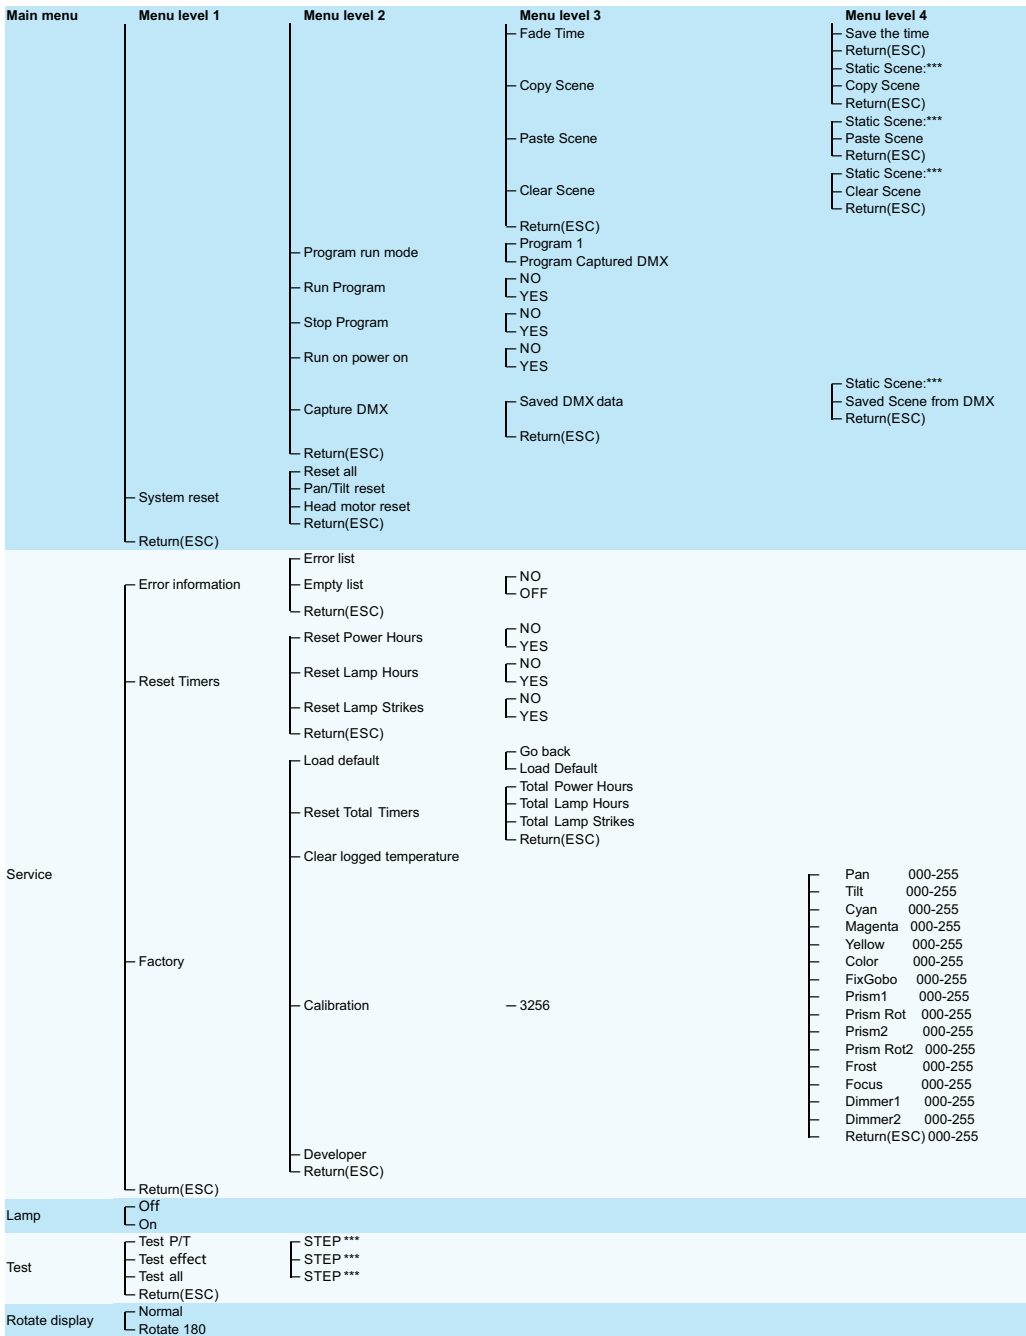 Main menu Menu level 1 Menu level 2 Menu level 3 Menu level 4
Fade Time Save the time
Return(ESC)
Static Scene:***
Copy Scene Copy Scene
Return(ESC)
Static Scene:***
Paste Scene Paste Scene
Return(ESC)
Static Scene:***
Clear Scene Clear Scene
Return(ESC)
Return(ESC)
Program 1
Program run mode
Program Captured DMX
NO
Run Program
YES
NO
Stop Program
YES
NO
Run on power on
YES
Static Scene:***
Saved DMX data Saved Scene from DMX
Capture DMX
Return(ESC)
Return(ESC)
Return(ESC)
Reset all
Pan/Tilt reset
System reset
Head motor reset
Return(ESC)
Return(ESC)
Error list
NO
Error information Empty list
OFF
Return(ESC)
NO
Reset Power Hours
YES
NO
Reset Lamp Hours
Reset Timers YES
NO
Reset Lamp Strikes
YES
Return(ESC)
Go back
Load default
Load Default
Total Power Hours
Total Lamp Hours
Reset Total Timers
Total Lamp Strikes
Return(ESC)
Clear logged temperature
Service Pan 000-255
Tilt 000-255
Cyan 000-255
Magenta 000-255
Yellow 000-255
Factory Color 000-255
FixGobo 000-255
Prism1 000-255
Calibration 3256
Prism Rot 000-255
Prism2 000-255
Prism Rot2 000-255
Frost 000-255
Focus 000-255
Dimmer1 000-255
Dimmer2 000-255
Return(ESC) 000-255
Developer
Return(ESC)
Return(ESC)
Off
Lamp
On
Test P/T STEP ***
Test effect STEP ***
Test
Test all STEP ***
Return(ESC)
Normal
Rotate display
Rotate 180